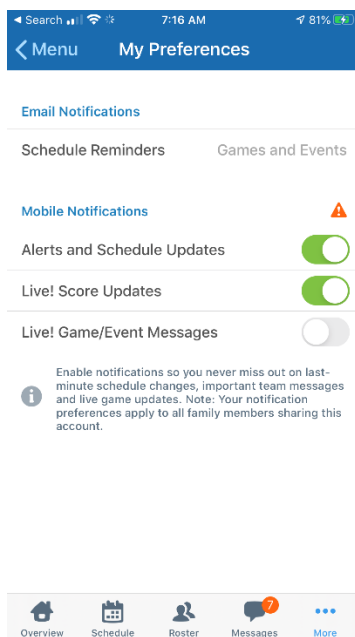 Search 7:16 AM 81%
Menu My Preferences
Email Notifications
Schedule Reminders Games and Events
Mobile Notifications
Alerts and Schedule Updates
Live! Score Updates
Live! Game/Event Messages
Enable notifications so you never miss out on last-
minute schedule changes, important team messages
and live game updates. Note: Your notification
preferences apply to all family members sharing this
account.
7
Overview Schedule Roster Messages More